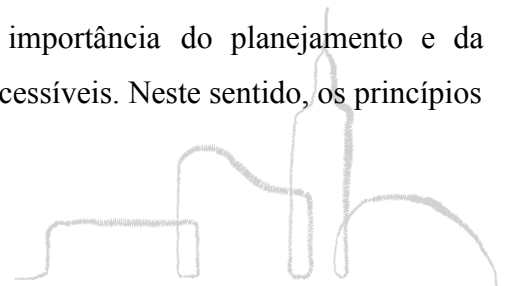 importância do planejamento e da
cessíveis. Neste sentido, os princípios